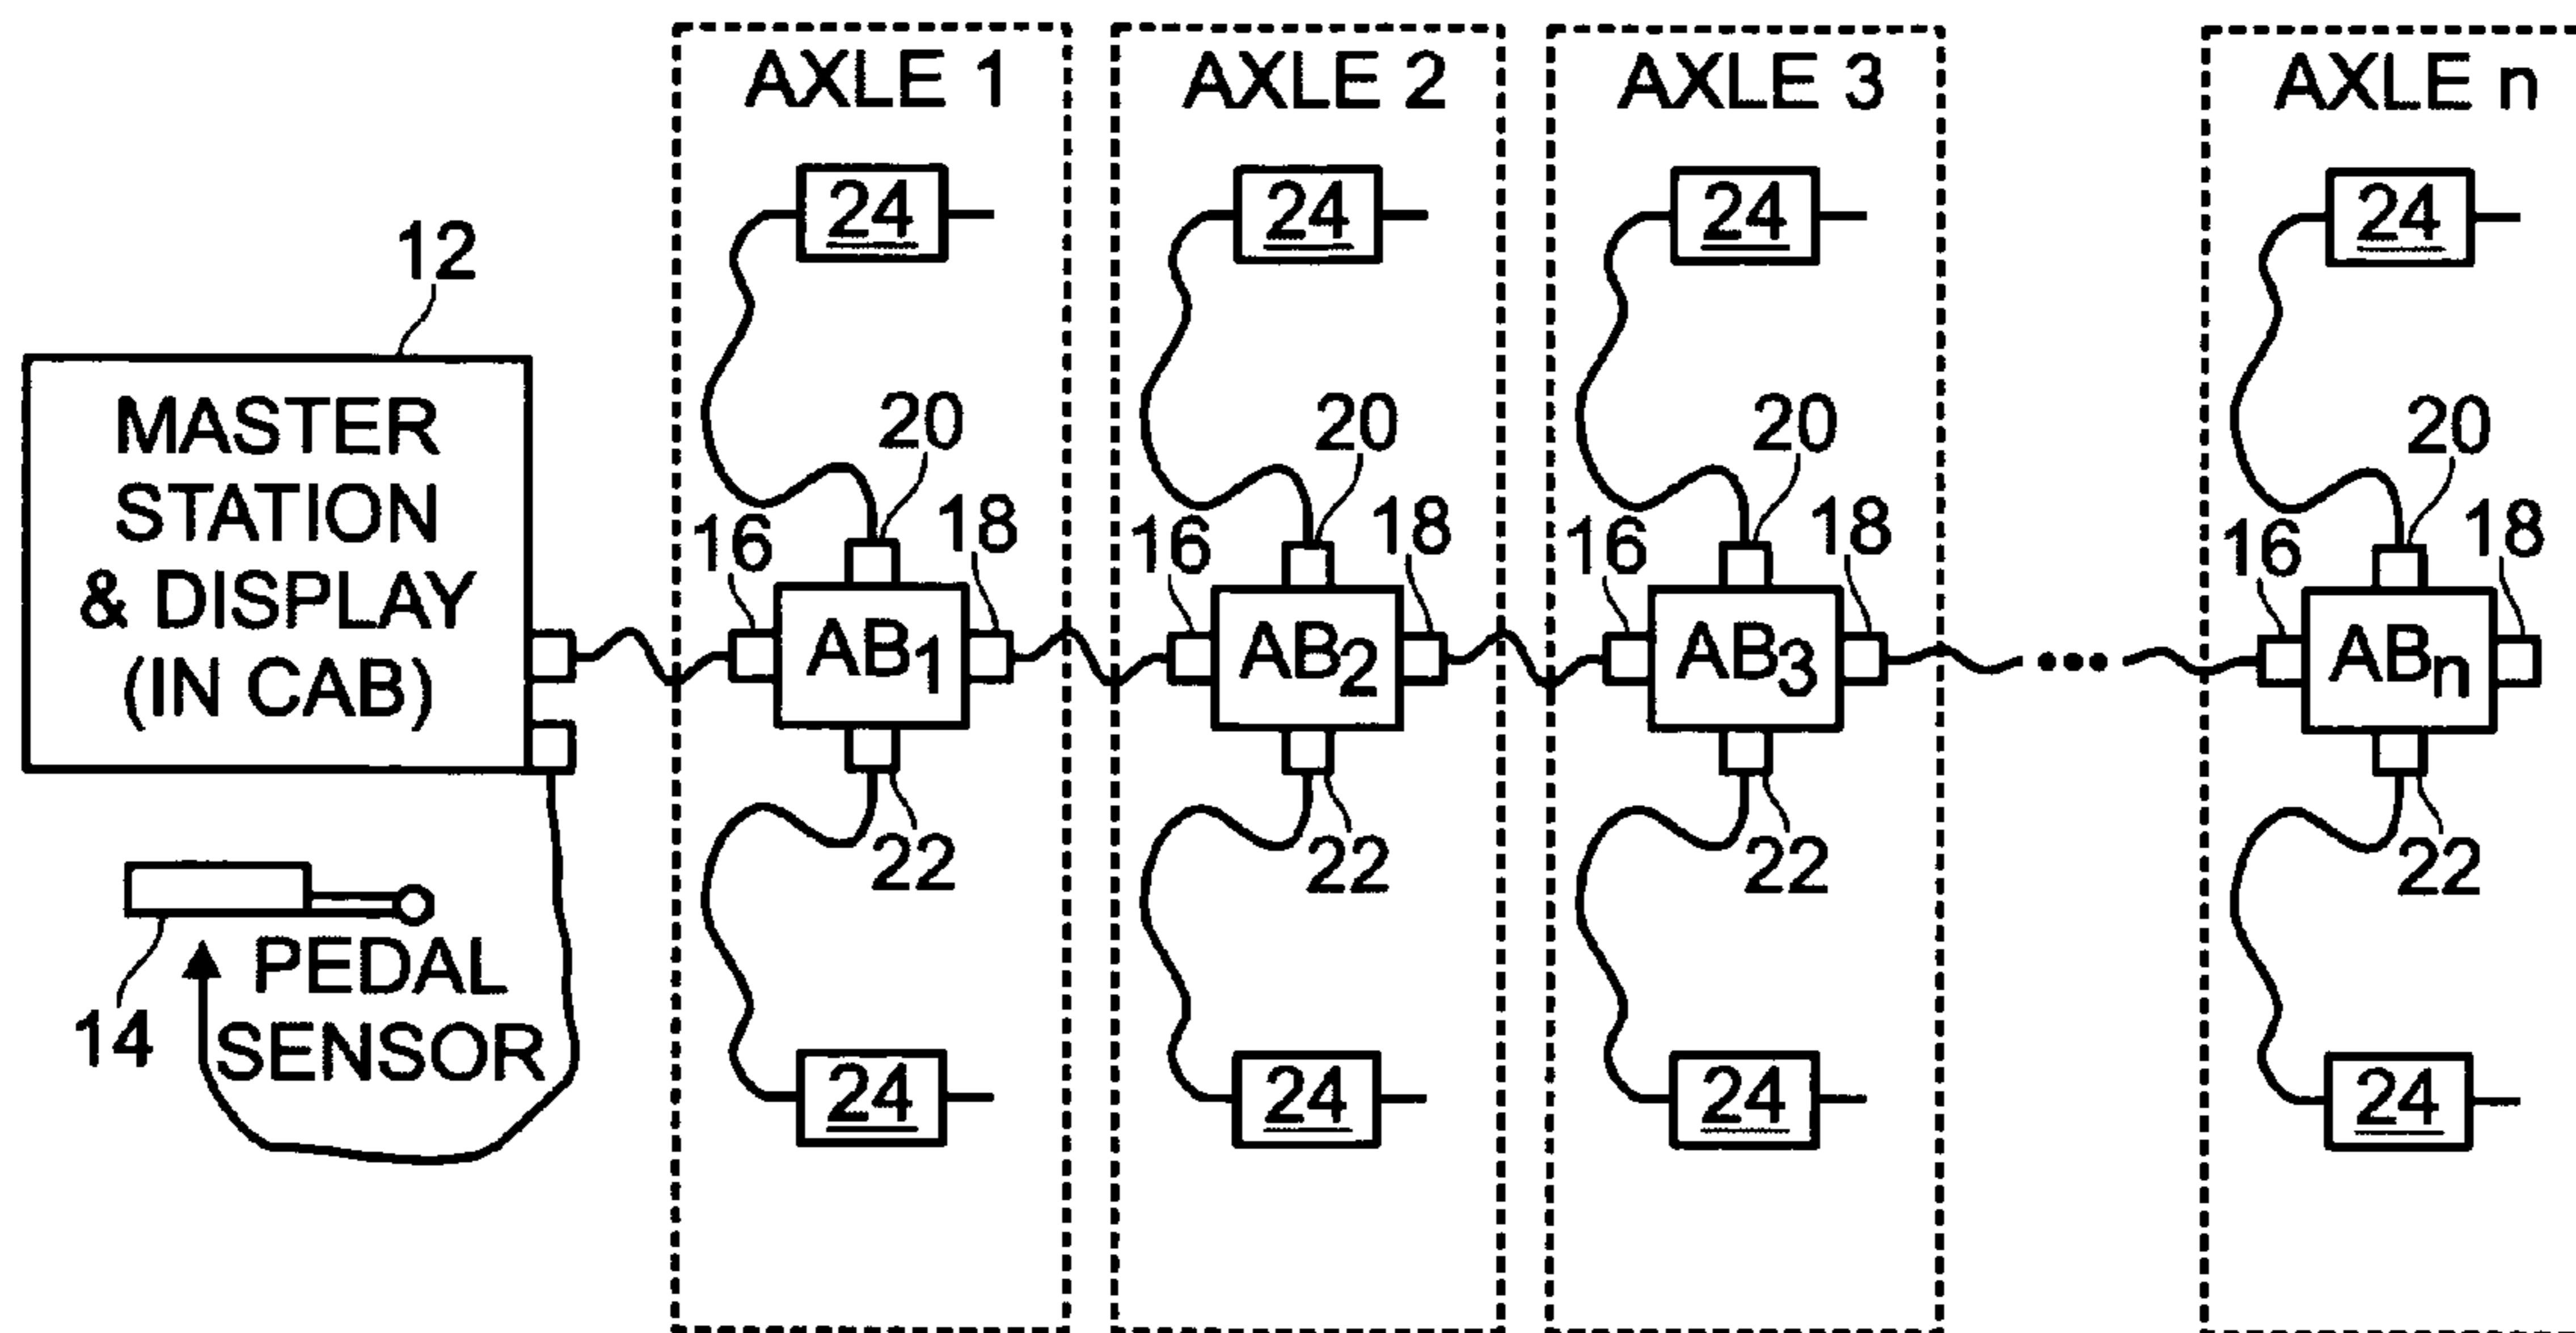 AXLE 1
AXLE 2
AXLE 3
AXLE n
24
24
24
24
12
MASTER
STATION
& DISPLAY
(IN CAB)
20
20
20
20
16
18
16
18
16
18
16
18
AB1
AB2
AB3
ABn
22
22
22
22
14
PEDAL
SENSOR
24
24
24
24